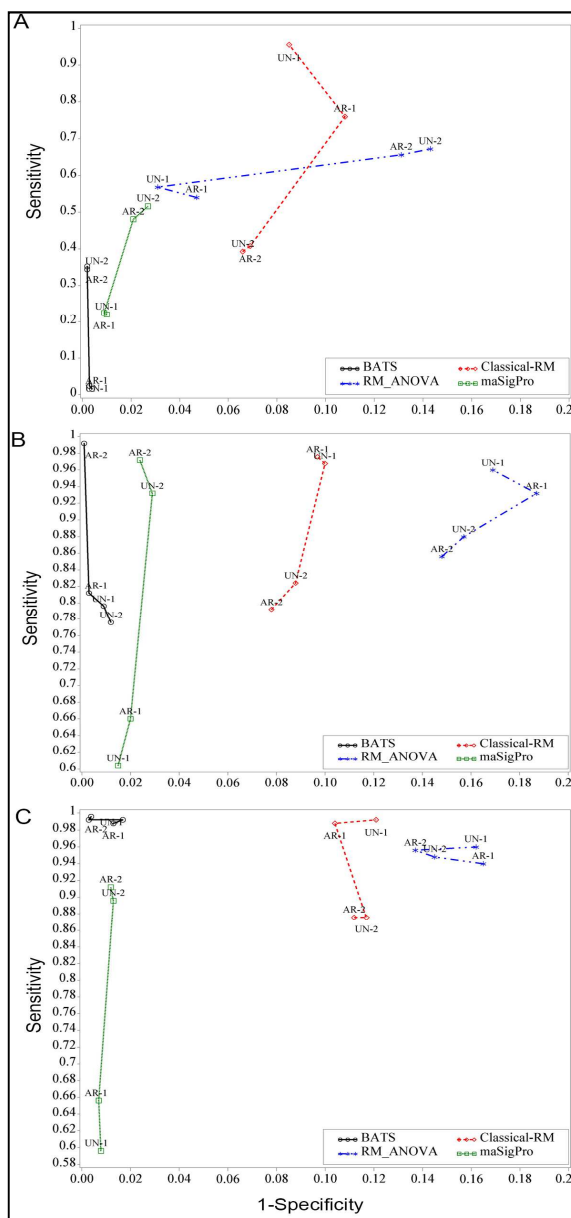 A
Sensitivity
1
0.9
0.8
0.7
0.6
0.5
0.4
0.3
0.2
0.1
0
UN-1
AR-1
AR-2 UN-2
UN-1
AR-1
UN-2
AR-2
UN-2
AR-2
UN-2
AR-2
UN-1
AR-1
AR-1
UN-1
BATS Classical-RM
RM_ANOVA maSigPro
0.00 0.02 0.04 0.06 0.08 0.10 0.12 0.14 0.16 0.18 0.20
B
Sensitivity
1
0.98
0.96
0.94
0.92
0.9
0.88
0.86
0.84
0.82
0.8
0.78
0.76
0.74
0.72
0.7
0.68
0.66
0.64
0.62
0.6
AR-2
AR-2
AR-1
UN-1
UN-1
UN-2
AR-1
UN-2
AR-2
UN-2
AR-2
AR-1
UN-1
UN-2
AR-1
UN-1
BATS Classical-RM
RM_ANOVA maSigPro
0.00 0.02 0.04 0.06 0.08 0.10 0.12 0.14 0.16 0.18 0.20
C
Sensitivity
1
0.98
0.96
0.94
0.92
0.9
0.88
0.86
0.84
0.82
0.8
0.78
0.76
0.74
0.72
0.7
0.68
0.66
0.64
0.62
0.6
0.58
UN-1
AR-2
AR-1
AR-1
UN-1
AR-2
UN-2
UN-1
AR-1
AR-2
UN-2
AR-2
UN-2
AR-1
UN-1
BATS Classical-RM
RM_ANOVA maSigPro
0.00 0.02 0.04 0.06 0.08 0.10 0.12 0.14 0.16 0.18 0.20
1-Specificity